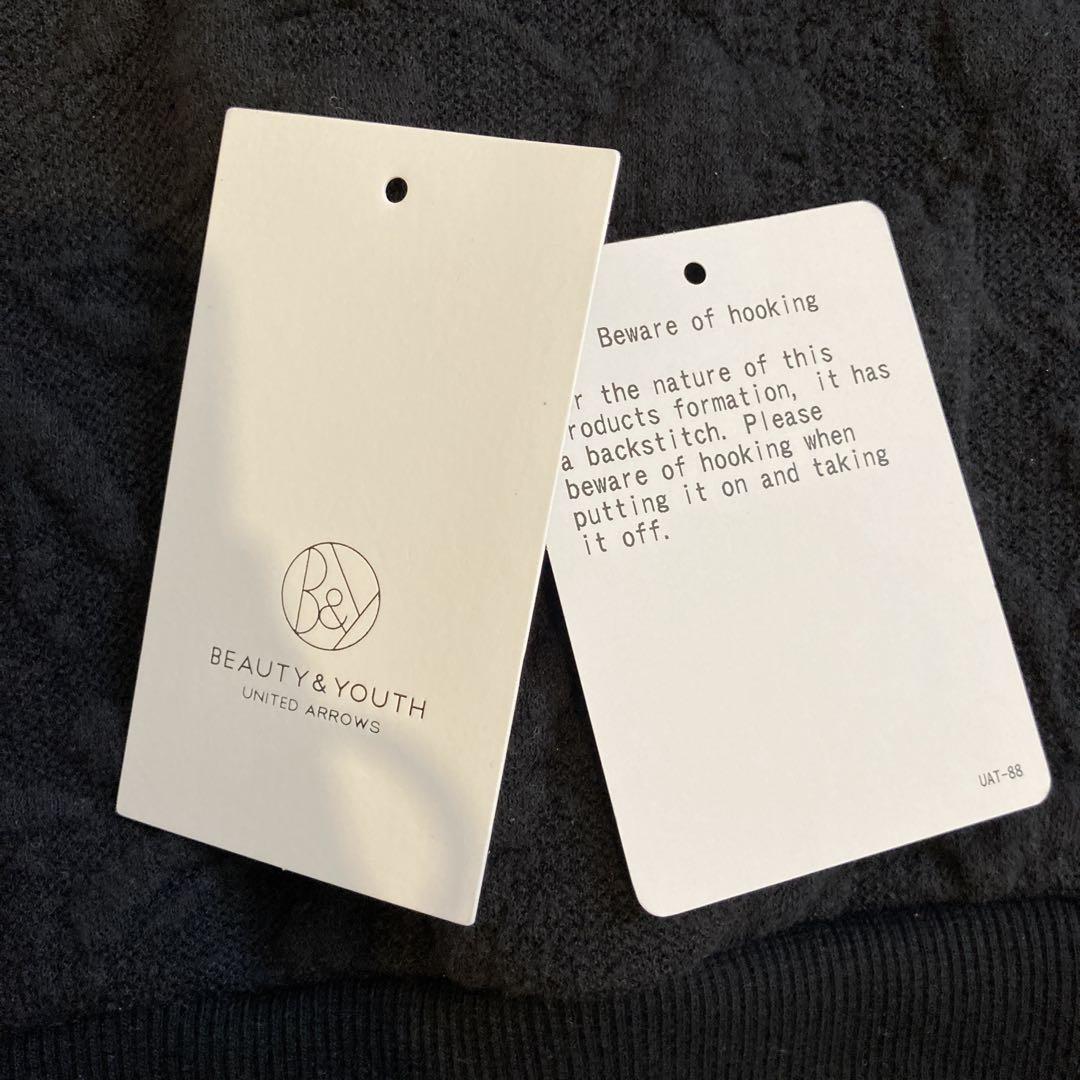 B&Y
BEAUTY & YOUTH
UNITED ARROWS
Beware of hooking
r the nature of this
roducts formation, it has
a backstitch. Please
beware of hooking when
putting it on and taking
it off.
UAT-88